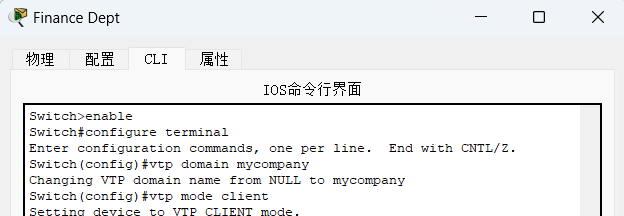 Finance Dept
物理 配置 CLI 属性
IOS命令行界面
Switch>enable
Switch#configure terminal
Enter configuration commands, one per line.  End with CNTL/Z.
Switch(config)#vtp domain mycompany
Changing VTP domain name from NULL to mycompany
Switch(config)#vtp mode client
Setting device to VTP CLIENT mode.